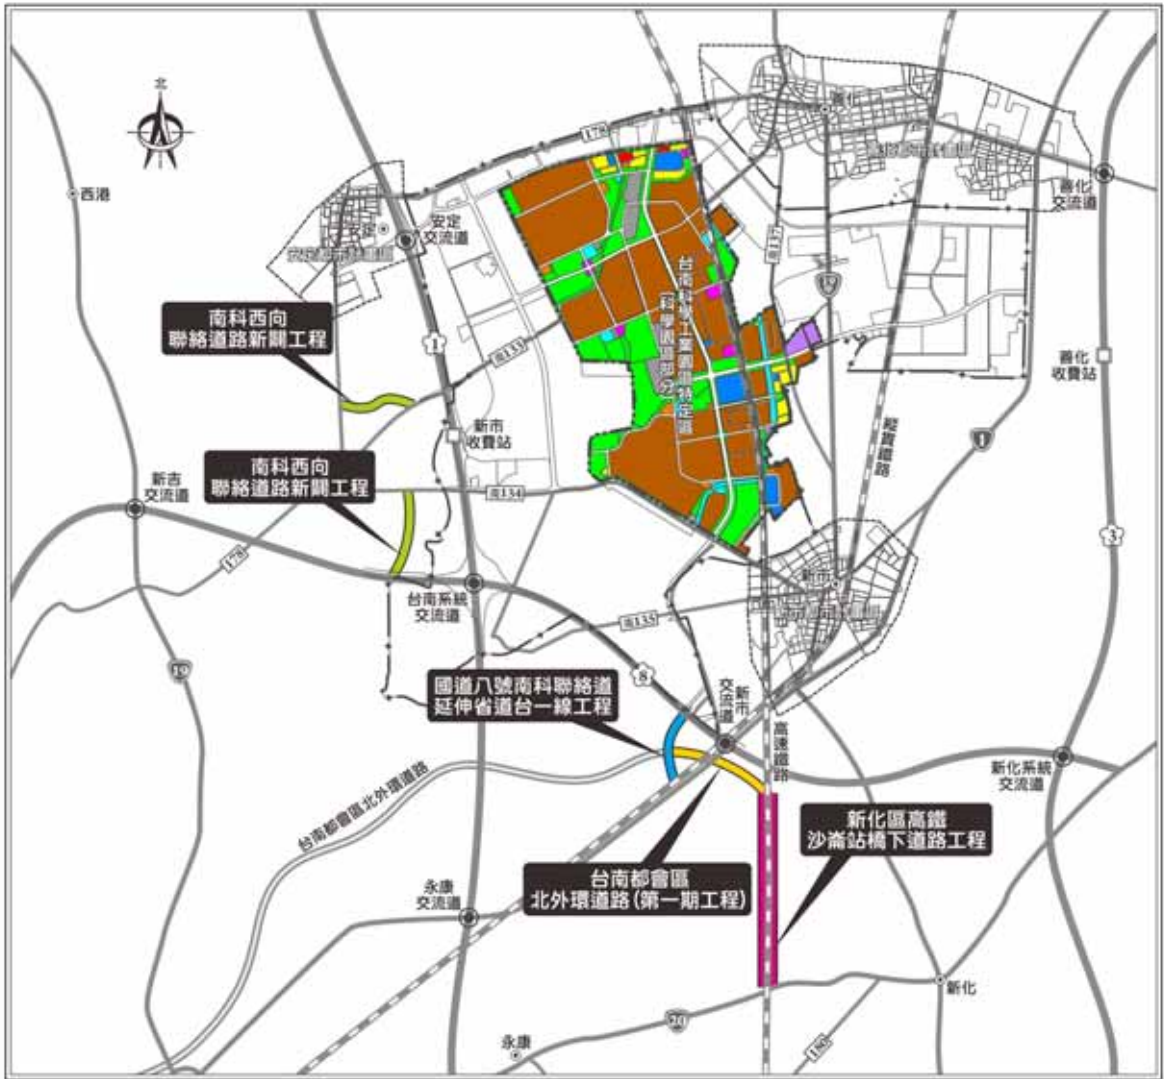 北
178
善化
西港
善化
交流道
安定
安定
交流道
南137
19
台南科學工業園區特定區
(科學園區部分)
南科西向
聯絡道路新闢工程
1
南133
善化
收費站
新市
收費站
縱貫鐵路
1
南科西向
聯絡道路新闢工程
新吉
交流道
南134
3
178
新市
台南系統
交流道
南135
19
8
國道八號南科聯絡道
延伸省道台一線工程
新市
交流道
高速鐵路
新化系統
交流道
台南都會區北外環道路
新化區高鐵
沙崙站橋下道路工程
台南都會區
北外環道路(第一期工程)
永康
交流道
新化
20
永康
180